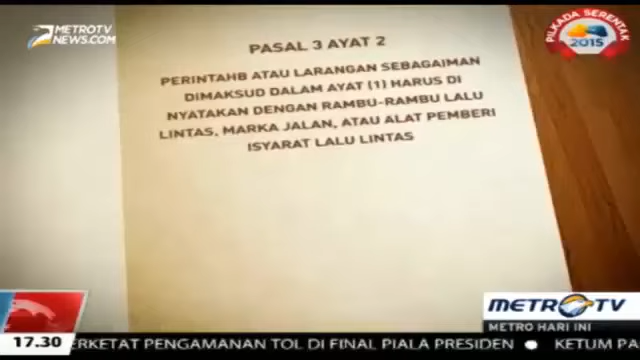 METROTV
NEWS.COM
PILKADA SERENTAK
2015
PASAL 3 AYAT 2
PERINTAHB ATAU LARANGAN SEBAGAIMAN
DIMAKSUD DALAM AYAT (1) HARUS DI
NYATAKAN DENGAN RAMBU-RAMBU LALU
LINTAS, MARKA JALAN, ATAU ALAT PEMBERI
ISYARAT LALU LINTAS
METRO TV
METRO HARI INI
17.30 ERKETAT PENGAMANAN TOL DI FINAL PIALA PRESIDEN ● KETUM PA